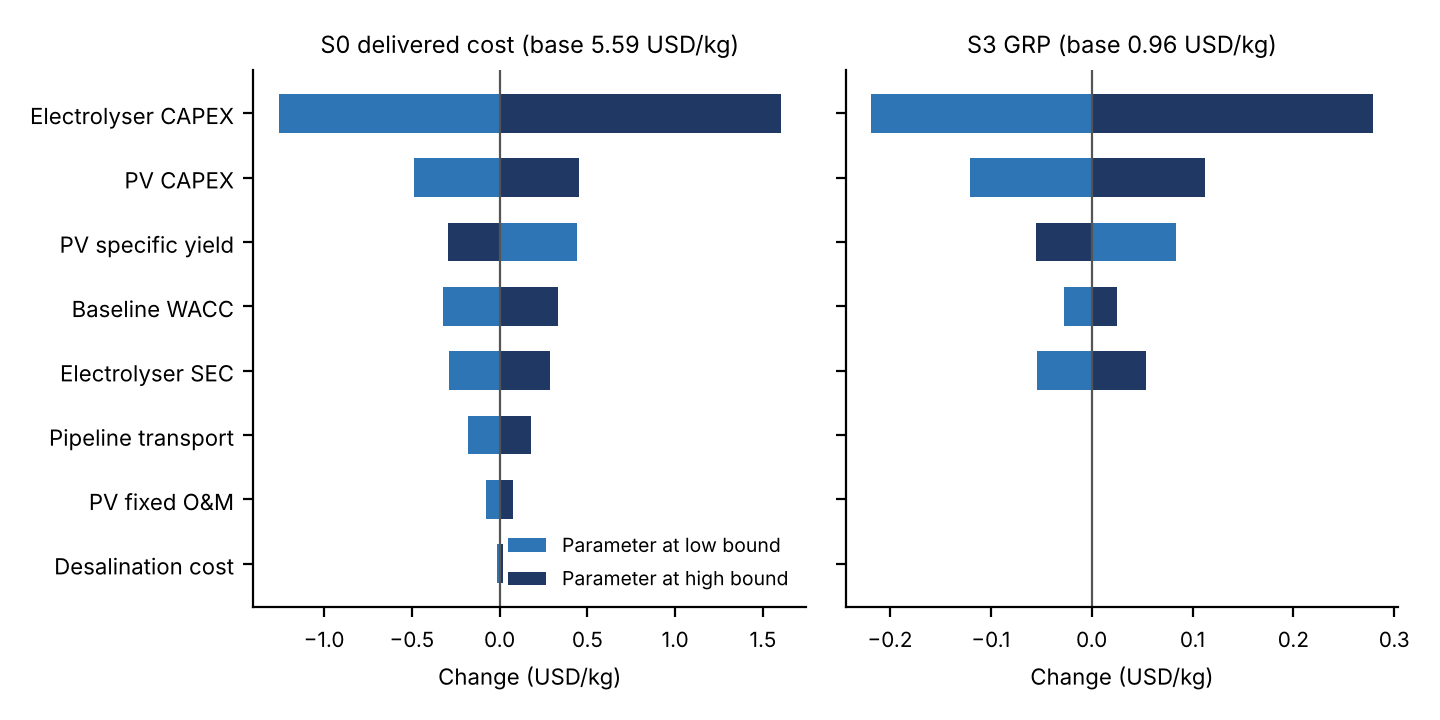 S0 delivered cost (base 5.59 USD/kg)
S3 GRP (base 0.96 USD/kg)
Electrolyser CAPEX
PV CAPEX
PV specific yield
Baseline WACC
Electrolyser SEC
Pipeline transport
PV fixed O&M
Desalination cost
Parameter at low bound
Parameter at high bound
−1.0 −0.5 0.0 0.5 1.0 1.5
−0.2 −0.1 0.0 0.1 0.2 0.3
Change (USD/kg)
Change (USD/kg)